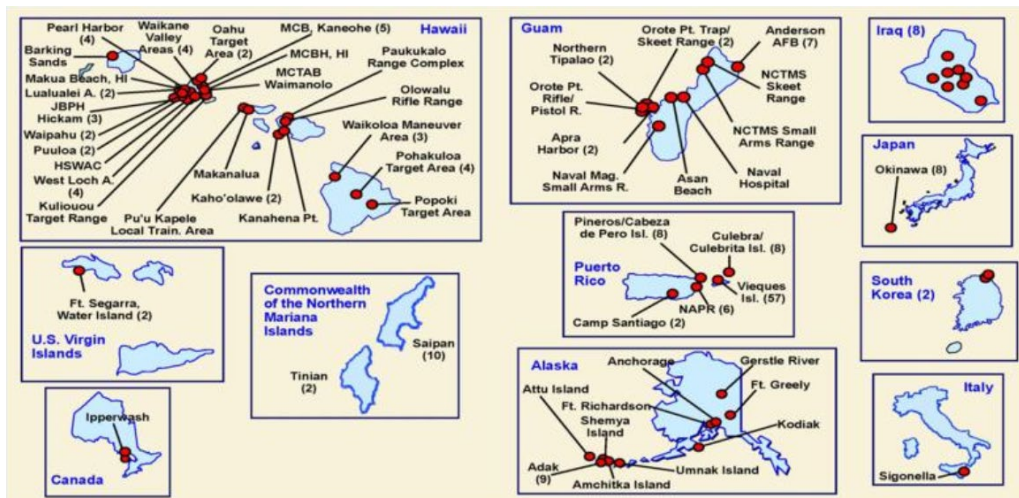 Hawaii
Pearl Harbor
(4)
Waikane
Valley
Areas (4)
Oahu
Target
Area (2)
MCB, Kaneohe (5)
MCBH, HI
MCTAB
Waimanolo
Paukukalo
Range Complex
Olowalu
Rifle Range
Waikoloa Maneuver
Area (3)
Pohakuloa
Target Area (4)
Popoki
Target Area
Barking
Sands
Makua Beach, HI
Lualualei A. (2)
JBPH
Hickam (3)
Waipahu (2)
Puuloa (2)
HSWAC
West Loch A.
(4)
Kuliouou
Target Range
Pu'u Kapele
Local Train. Area
Makanalua
Kaho'olawe (2)
Kanahena Pt.
Guam
Orote Pt. Trap/
Skeet Range (2)
Anderson
AFB (7)
Northern
Tipalao (2)
NCTMS
Skeet
Range
Orote Pt.
Rifle/
Pistol R.
NCTMS Small
Arms Range
Apra
Harbor (2)
Naval Mag.
Small Arms R.
Asan
Beach
Naval
Hospital
Iraq (8)
Japan
Okinawa (8)
Ft. Segarra,
Water Island (2)
U.S. Virgin
Islands
Commonwealth
of the Northern
Mariana
Islands
Saipan
(10)
Tinian
(2)
Pineros/Cabeza
de Pero Isl. (8)
Culebra/
Culebrita Isl. (8)
Puerto
Rico
Vieques
Isl. (57)
NAPR (6)
Camp Santiago (2)
South
Korea (2)
Alaska
Anchorage
Gerstle River
Attu Island
Ft. Greely
Ft. Richardson
Shemya
Island
Kodiak
Adak
(9)
Umnak Island
Amchitka Island
Ipperwash
Canada
Italy
Sigonella